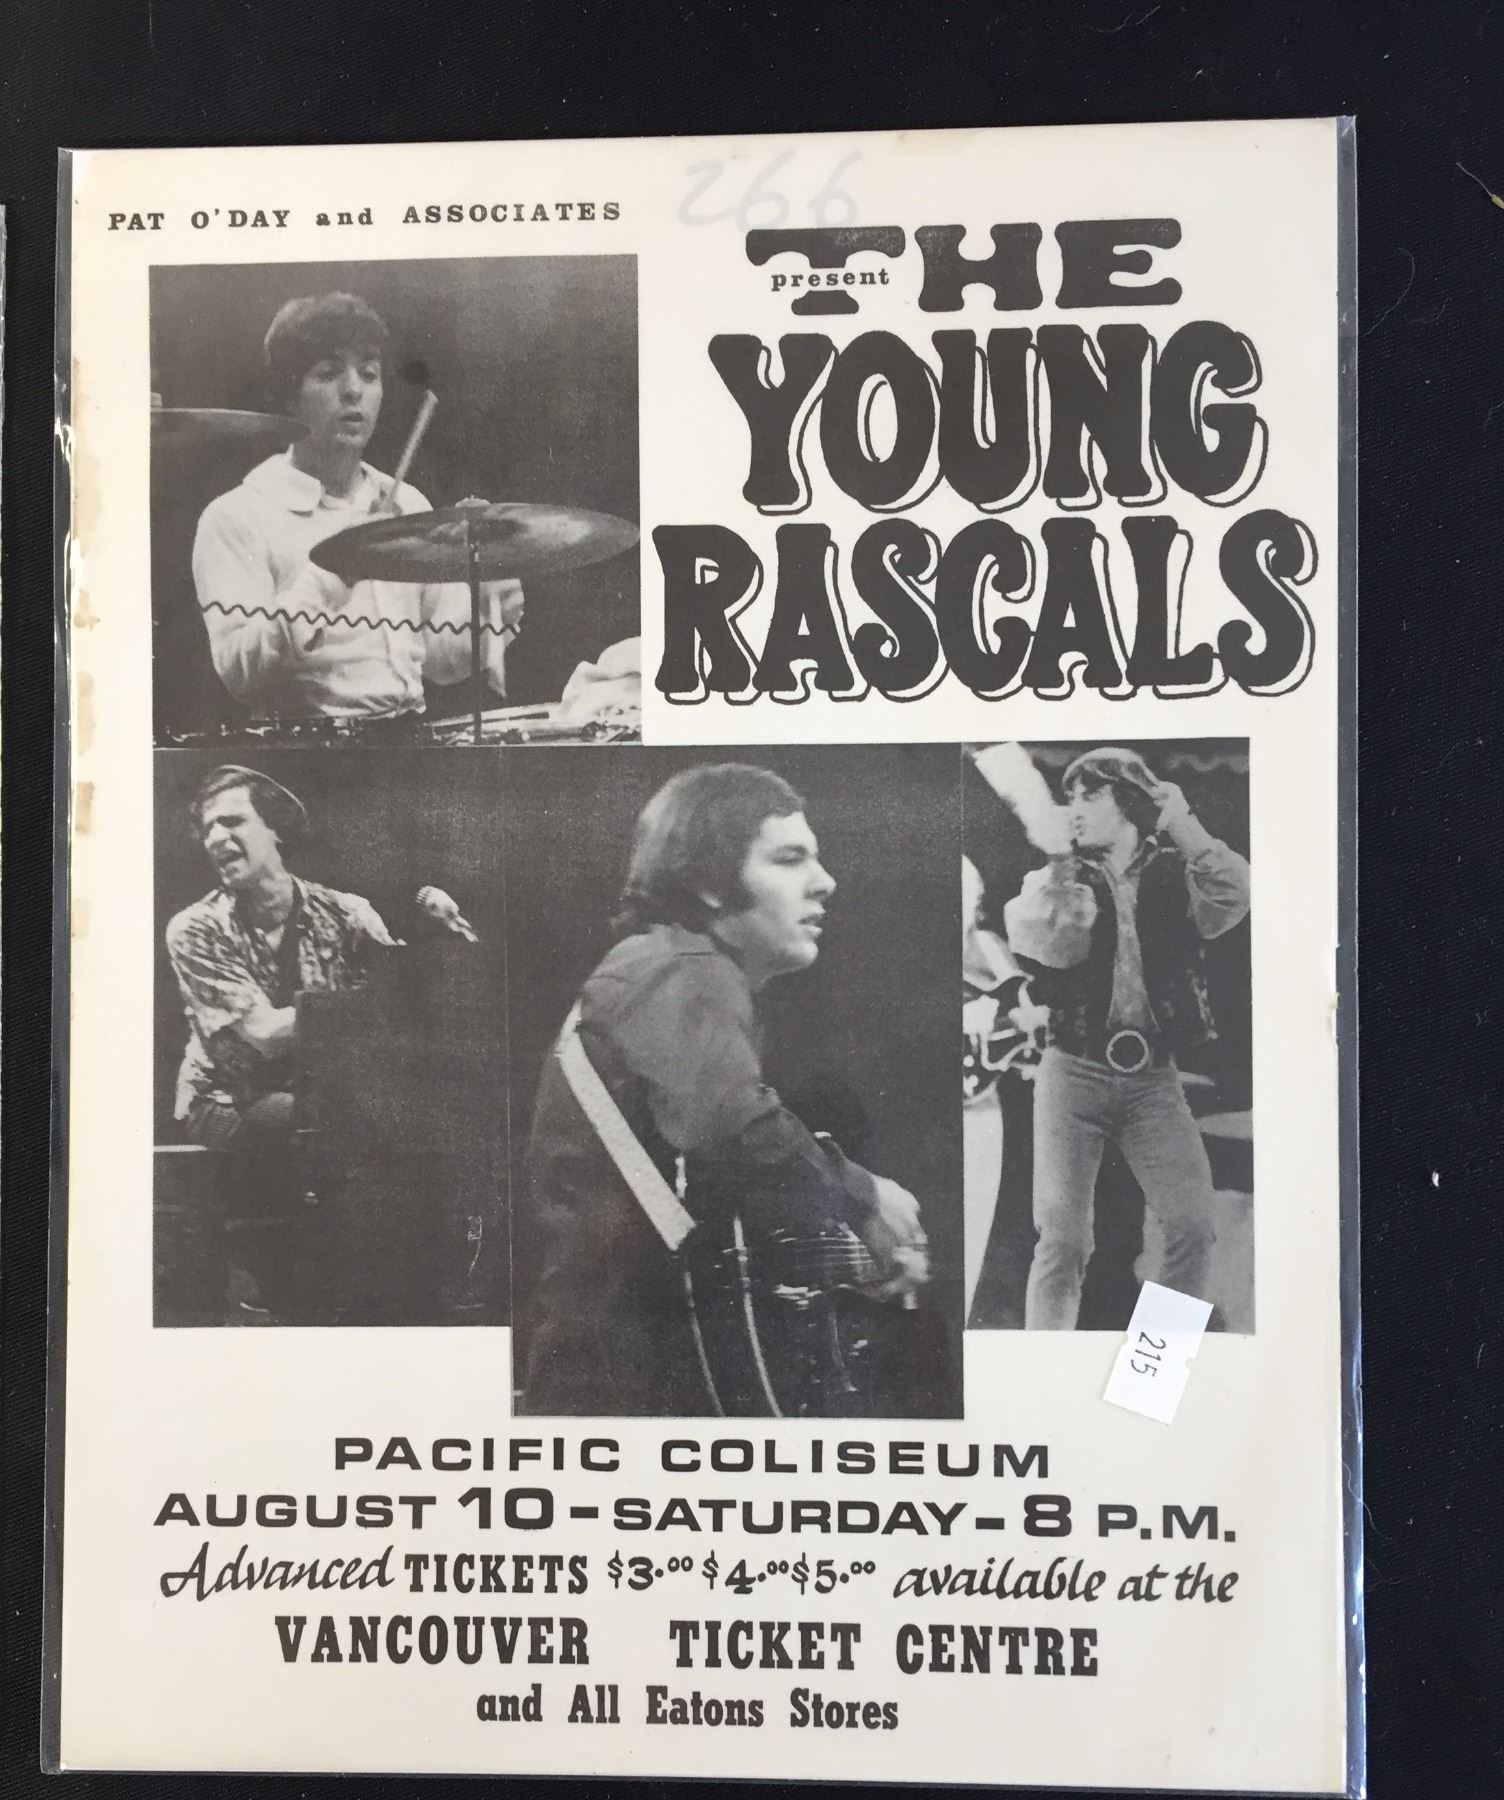 266
PAT O'DAY and ASSOCIATES
present
THE
YOUNG
RASCALS
215
PACIFIC COLISEUM
AUGUST 10-SATURDAY-8 P.M.
Advanced TICKETS $3.00 $4.00 $5.00 available at the
VANCOUVER TICKET CENTRE
and All Eatons Stores